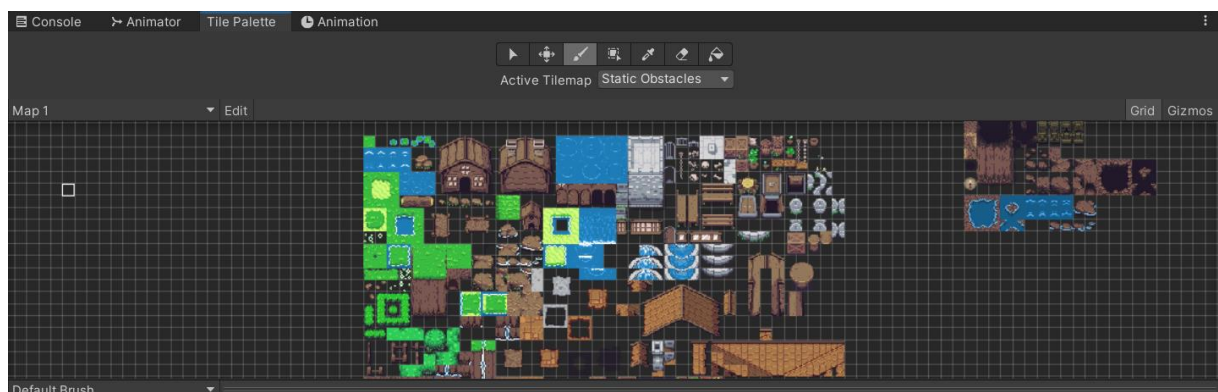 Console Animator Tile Palette Animation
Active Tilemap Static Obstacles
Map 1 Edit Grid Gizmos
Default Brush